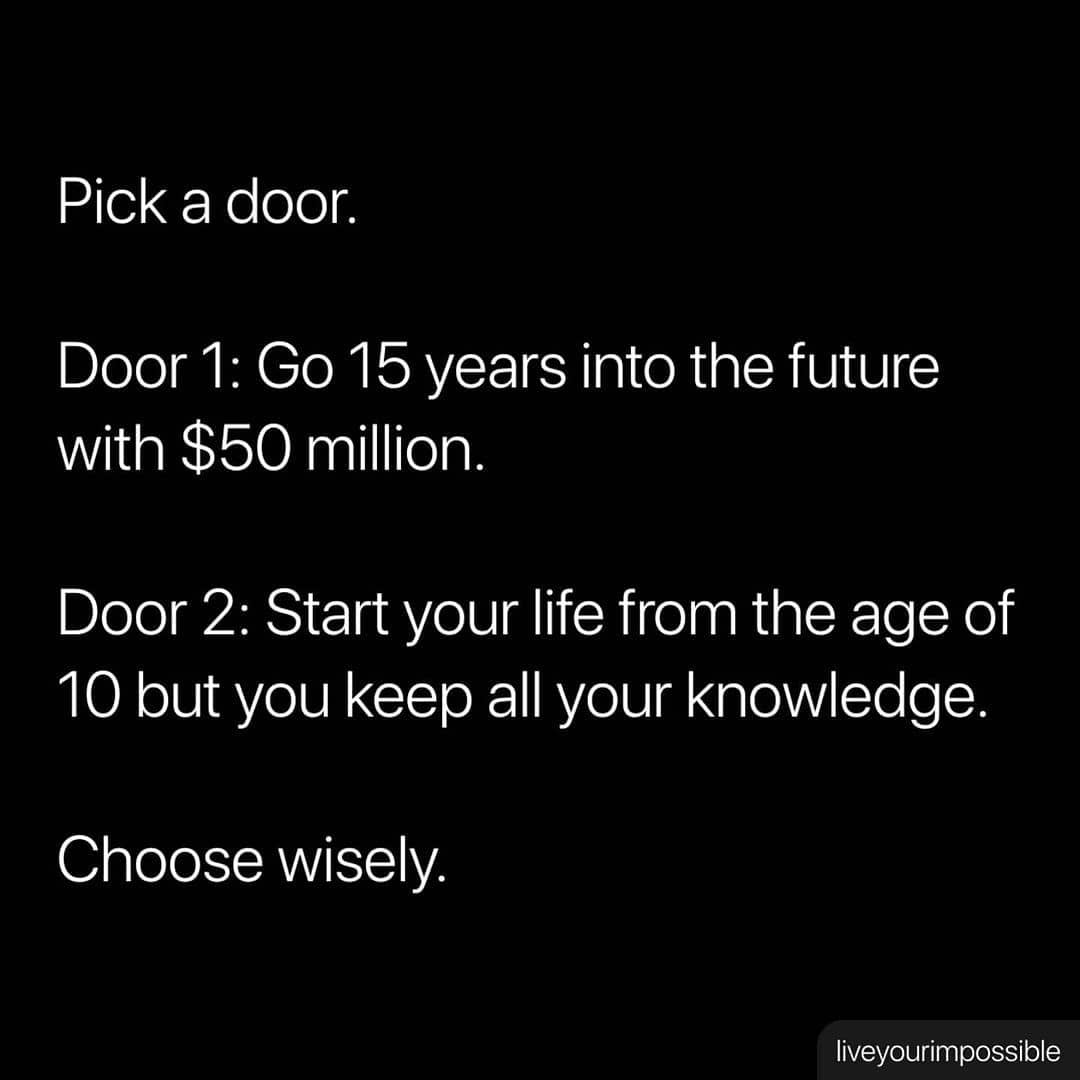 Pick a door.
Door 1: Go 15 years into the future
with $50 million.
Door 2: Start your life from the age of
10 but you keep all your knowledge.
Choose wisely.
liveyourimpossible